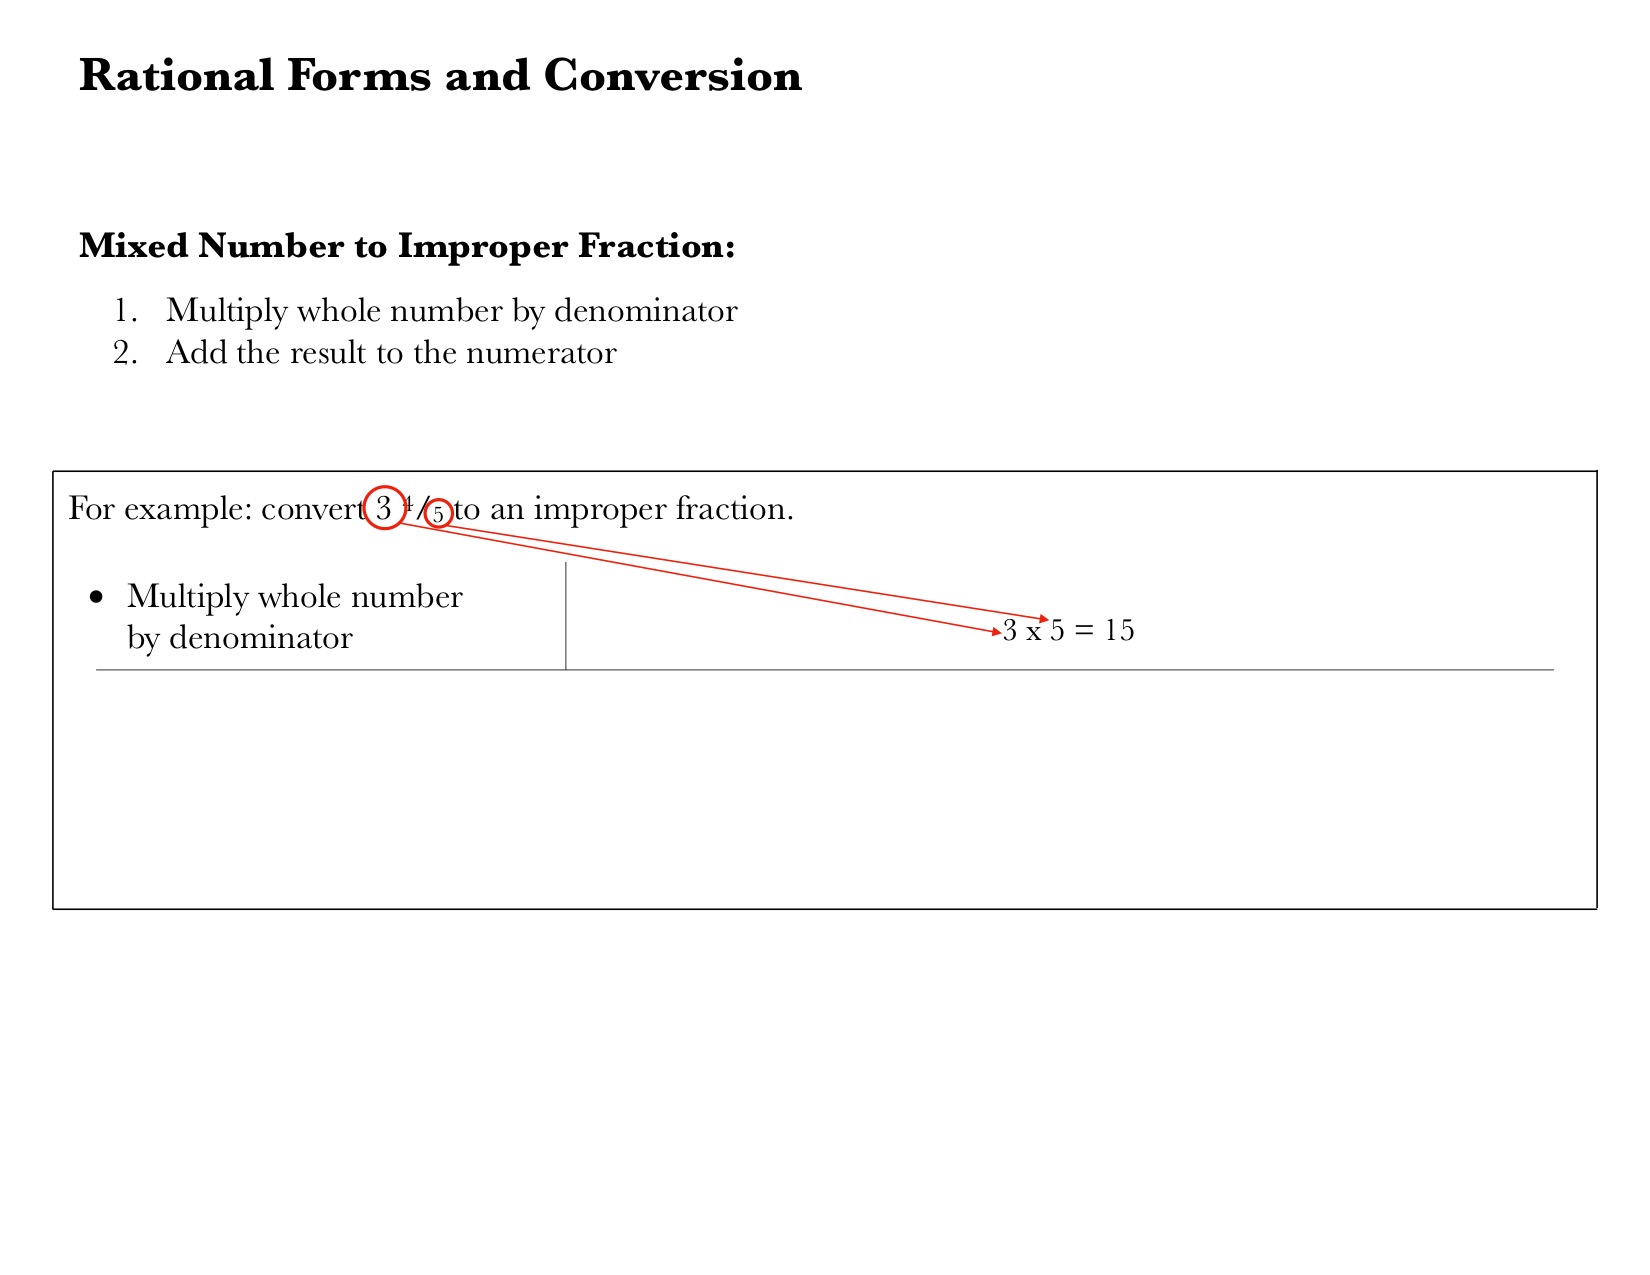 Rational Forms and Conversion
Mixed Number to Improper Fraction:
1. Multiply whole number by denominator
2. Add the result to the numerator
For example: convert 3 ⁴/₅ to an improper fraction.
• Multiply whole number
by denominator
3 x 5 = 15